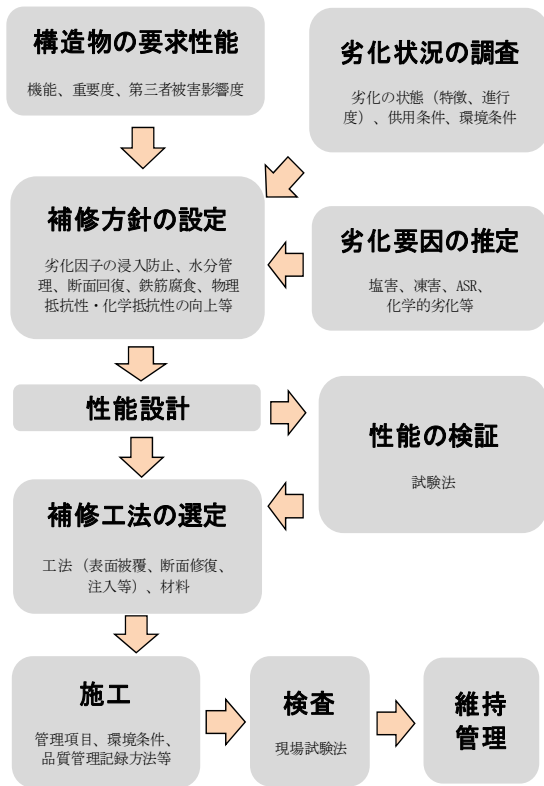 構造物の要求性能
機能、重要度、第三者被害影響度
劣化状況の調査
劣化の状態（特徴、進行
度）、供用条件、環境条件
補修方針の設定
劣化因子の浸入防止、水分管
理、断面回復、鉄筋腐食、物理
抵抗性・化学抵抗性の向上等
劣化要因の推定
塩害、凍害、ASR、
化学的劣化等
性能設計
性能の検証
試験法
補修工法の選定
工法（表面被覆、断面修復、
注入等）、材料
施工
管理項目、環境条件、
品質管理記録方法等
検査
現場試験法
維持
管理